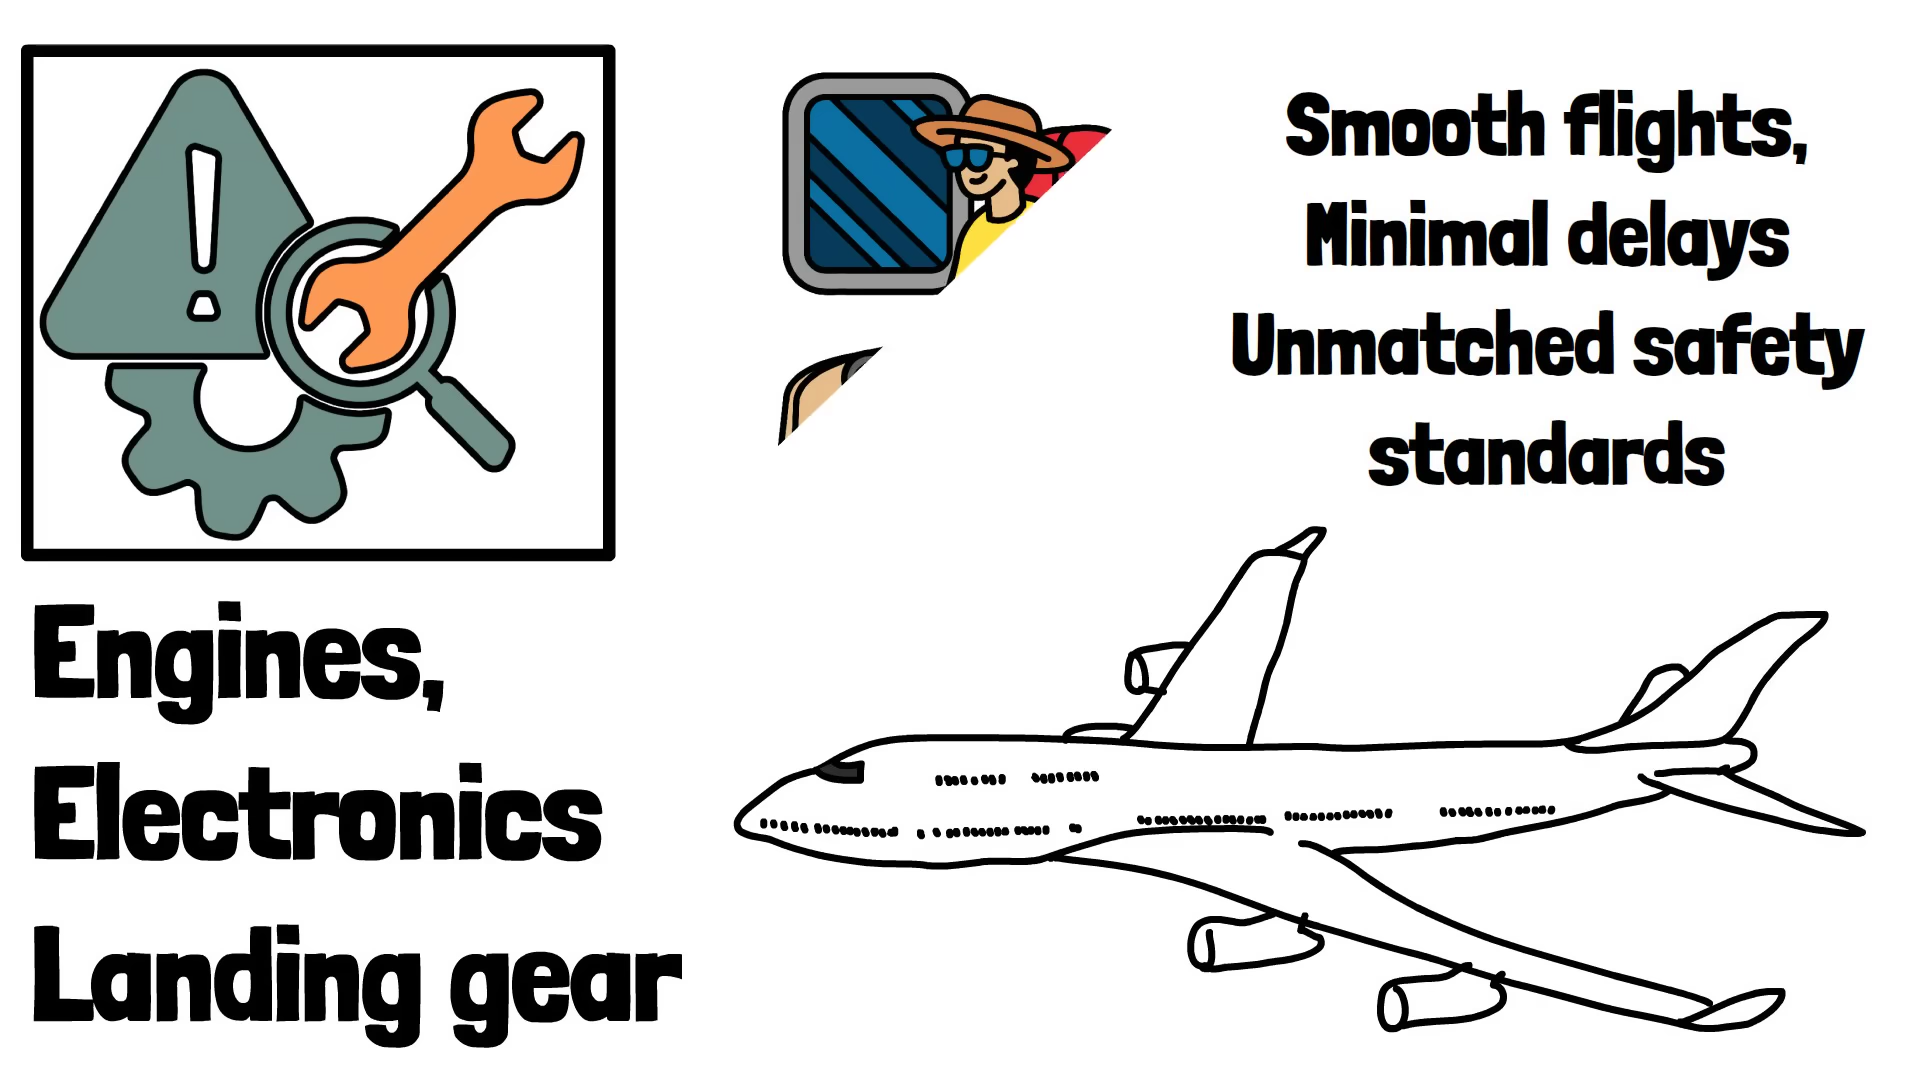 Smooth flights,
Minimal delays
Unmatched safety
standards
Engines,
Electronics
Landing gear